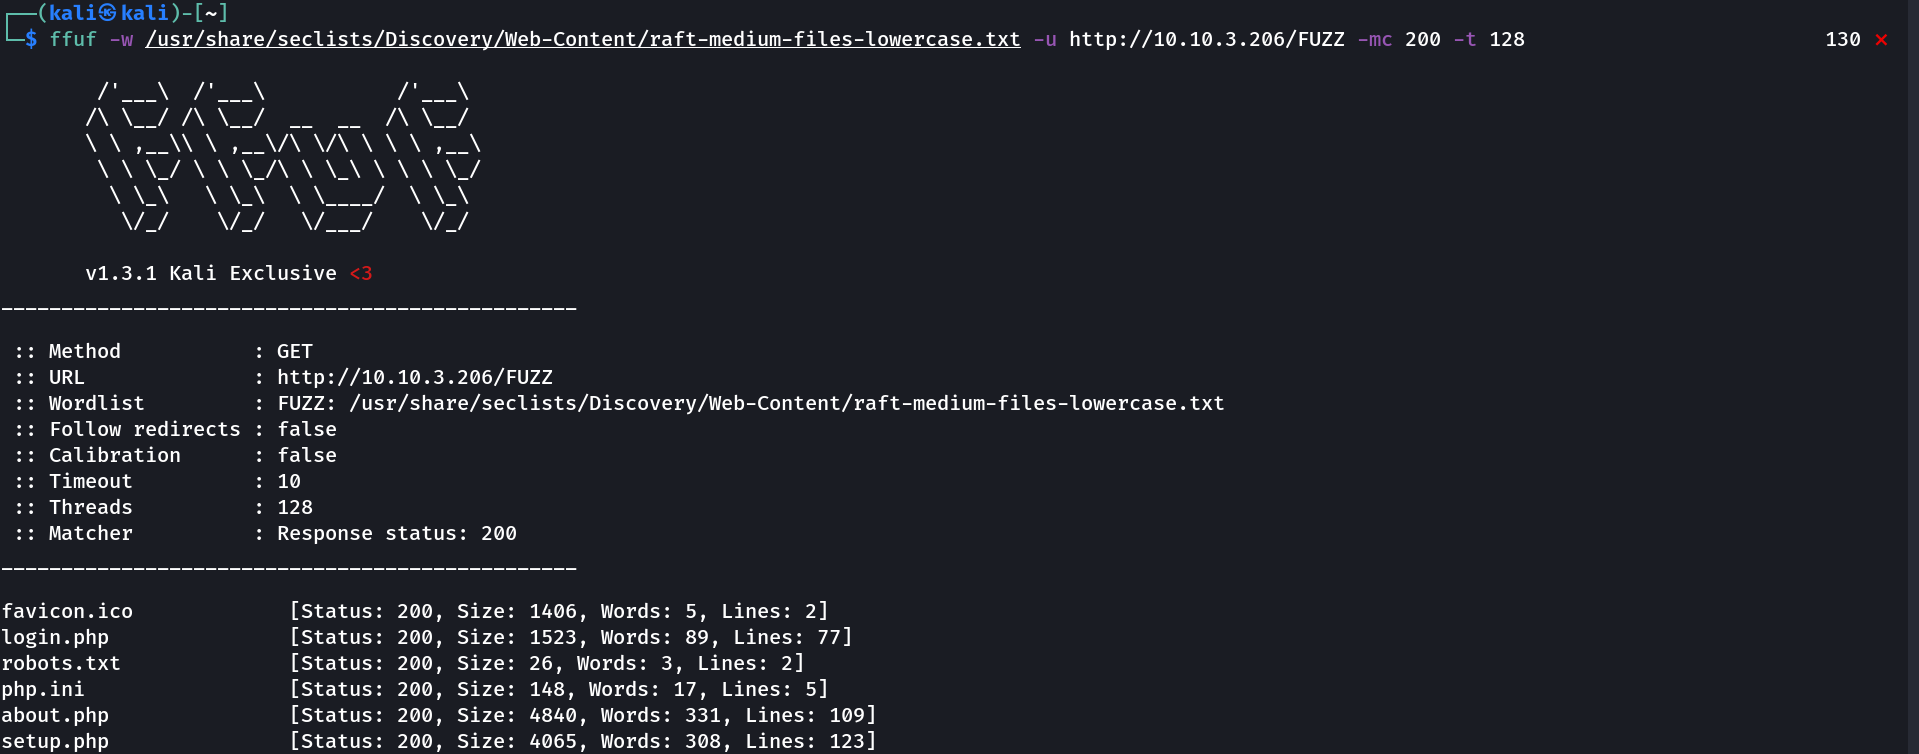 ┌──(kali㉿kali)-[~]
└─$ ffuf -w /usr/share/seclists/Discovery/Web-Content/raft-medium-files-lowercase.txt -u http://10.10.3.206/FUZZ -mc 200 -t 128 130 ⨯

        /'___\  /'___\           /'___\
       /\ \__/ /\ \__/  __  __  /\ \__/
       \ \ ,__\\ \ ,__\/\ \/\ \ \ \ ,__\
        \ \ \_/ \ \ \_/\ \ \_\ \ \ \ \_/
         \ \_\   \ \_\  \ \____/  \ \_\
          \/_/    \/_/   \/___/    \/_/

       v1.3.1 Kali Exclusive <3
________________________________________________

 :: Method           : GET
 :: URL              : http://10.10.3.206/FUZZ
 :: Wordlist         : FUZZ: /usr/share/seclists/Discovery/Web-Content/raft-medium-files-lowercase.txt
 :: Follow redirects : false
 :: Calibration      : false
 :: Timeout          : 10
 :: Threads          : 128
 :: Matcher          : Response status: 200
________________________________________________

favicon.ico             [Status: 200, Size: 1406, Words: 5, Lines: 2]
login.php               [Status: 200, Size: 1523, Words: 89, Lines: 77]
robots.txt              [Status: 200, Size: 26, Words: 3, Lines: 2]
php.ini                 [Status: 200, Size: 148, Words: 17, Lines: 5]
about.php               [Status: 200, Size: 4840, Words: 331, Lines: 109]
setup.php               [Status: 200, Size: 4065, Words: 308, Lines: 123]